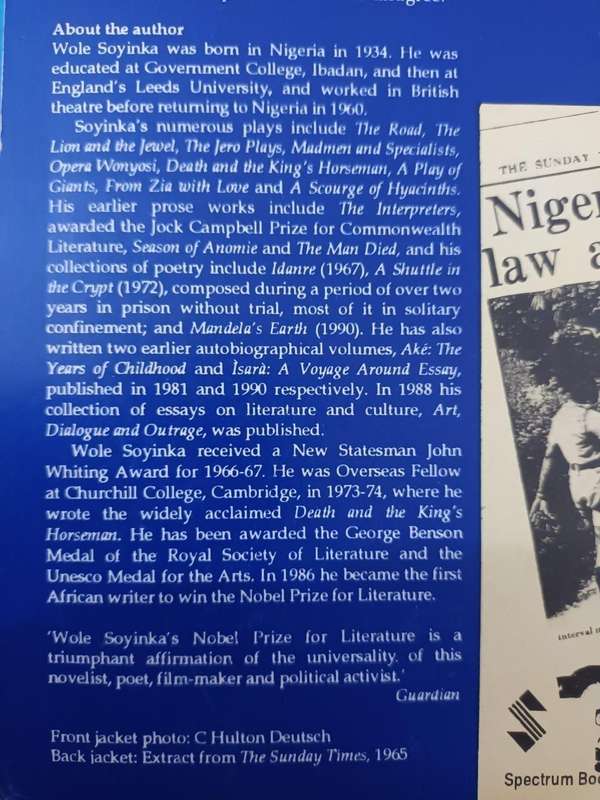 About the author
Wole Soyinka was born in Nigeria in 1934. He was
educated at Government College, Ibadan, and then at
England's Leeds University, and worked in British
theatre before returning to Nigeria in 1960.
Soyinka's numerous plays include The Road, The
Lion and the Jewel, The Jero Plays, Madmen and Specialists,
Opera Wonyosi, Death and the King's Horseman, A Play of
Giants, From Zia with Love and A Scourge of Hyacinths.
His earlier prose works include The Interpreters,
awarded the Jock Campbell Prize for Commonwealth
Literature, Season of Anomie and The Man Died, and his
collections of poetry include Idanre (1967), A Shuttle in
the Crypt (1972), composed during a period of over two
years in prison without trial, most of it in solitary
confinement; and Mandela's Earth (1990). He has also
written two earlier autobiographical volumes, Aké: The
Years of Childhood and Ìsarà: A Voyage Around Essay,
published in 1981 and 1990 respectively. In 1988 his
collection of essays on literature and culture, Art,
Dialogue and Outrage, was published.
Wole Soyinka received a New Statesman John
Whiting Award for 1966-67. He was Overseas Fellow
at Churchill College, Cambridge, in 1973-74, where he
wrote the widely acclaimed Death and the King's
Horseman. He has been awarded the George Benson
Medal of the Royal Society of Literature and the
Unesco Medal for the Arts. In 1986 he became the first
African writer to win the Nobel Prize for Literature.
'Wole Soyinka's Nobel Prize for Literature is a
triumphant affirmation of the universality of this
novelist, poet, film-maker and political activist.'
Guardian
Front jacket photo: C Hulton Deutsch
Back jacket: Extract from The Sunday Times, 1965
THE SUNDAY
Niger
law a
interval
Spectrum Boo